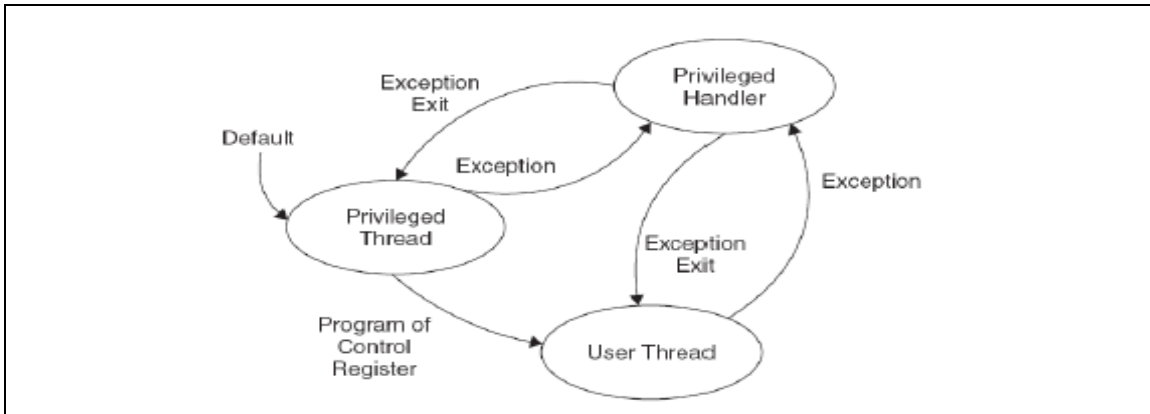 Privileged
Handler
Exception
Exit
Default
Exception
Exception
Privileged
Thread
Exception
Exit
Program of
Control
Register
User Thread